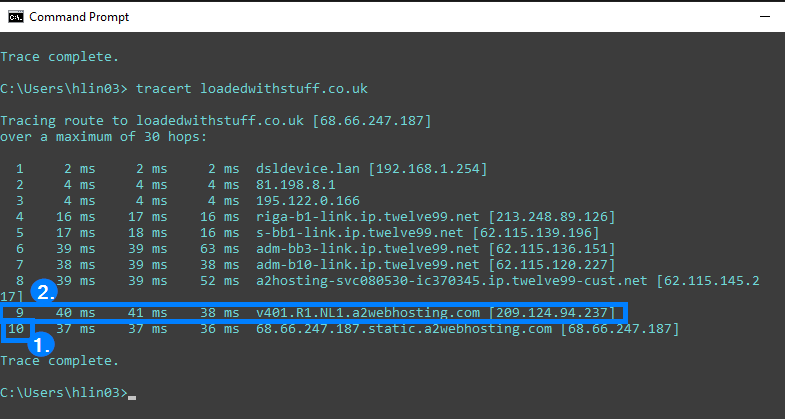 Command Prompt
Trace complete.
C:\Users\hlin03> tracert loadedwithstuff.co.uk
Tracing route to loadedwithstuff.co.uk [68.66.247.187]
over a maximum of 30 hops:
1 2 ms 2 ms 2 ms dsldevice.lan [192.168.1.254]
2 4 ms 4 ms 4 ms 81.198.8.1
3 4 ms 4 ms 4 ms 195.122.0.166
4 16 ms 17 ms 16 ms riga-b1-link.ip.twelve99.net [213.248.89.126]
5 17 ms 18 ms 16 ms s-bb1-link.ip.twelve99.net [62.115.139.196]
6 39 ms 39 ms 63 ms adm-bb3-link.ip.twelve99.net [62.115.136.151]
7 38 ms 39 ms 38 ms adm-b10-link.ip.twelve99.net [62.115.120.227]
8 39 ms 39 ms 52 ms a2hosting-svc080530-ic370345.ip.twelve99-cust.net [62.115.145.2
17]
2.
9 40 ms 41 ms 38 ms v401.R1.NL1.a2webhosting.com [209.124.94.237]
10 37 ms 37 ms 36 ms 68.66.247.187.static.a2webhosting.com [68.66.247.187]
1.
Trace complete.
C:\Users\hlin03>